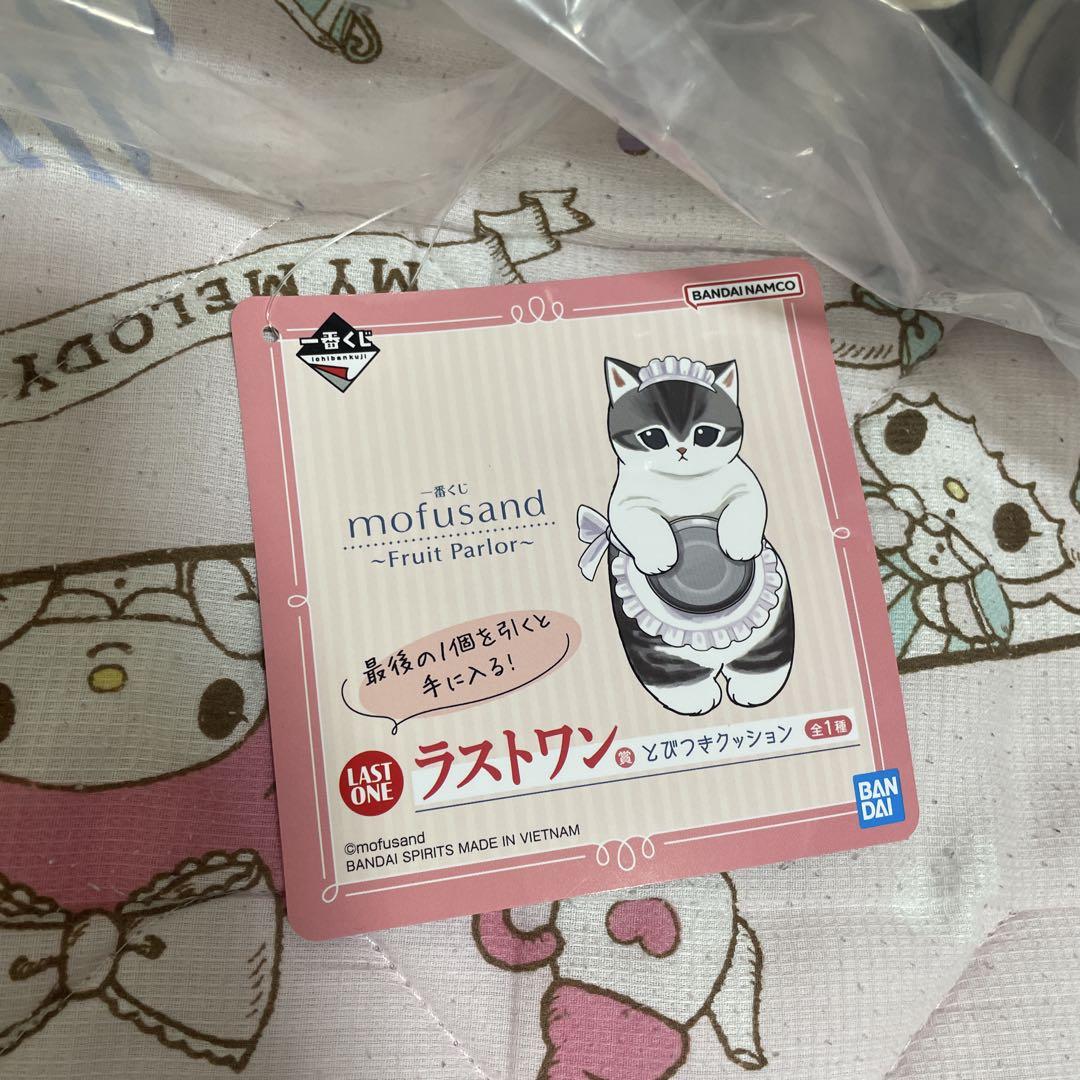 MY MELODY
BANDAI NAMCO
一番くじ
ichibankuji
一番くじ
mofusand
~Fruit Parlor~
最後の1個を引くと
手に入る!
LAST
ONE
ラストワン賞 とびつきクッション 全1種
©mofusand
BANDAI SPIRITS MADE IN VIETNAM
BAN
DAI